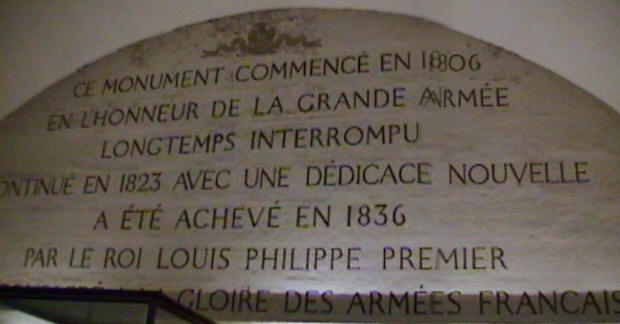 CE MONUMENT COMMENCÉ EN 1806
EN L'HONNEUR DE LA GRANDE ARMÉE
LONGTEMPS INTERROMPU
ONTINUÉ EN 1823 AVEC UNE DÉDICACE NOUVELLE
A ÉTÉ ACHEVÉ EN 1836
PAR LE ROI LOUIS PHILIPPE PREMIER
GLOIRE DES ARMÉES FRANCAIS